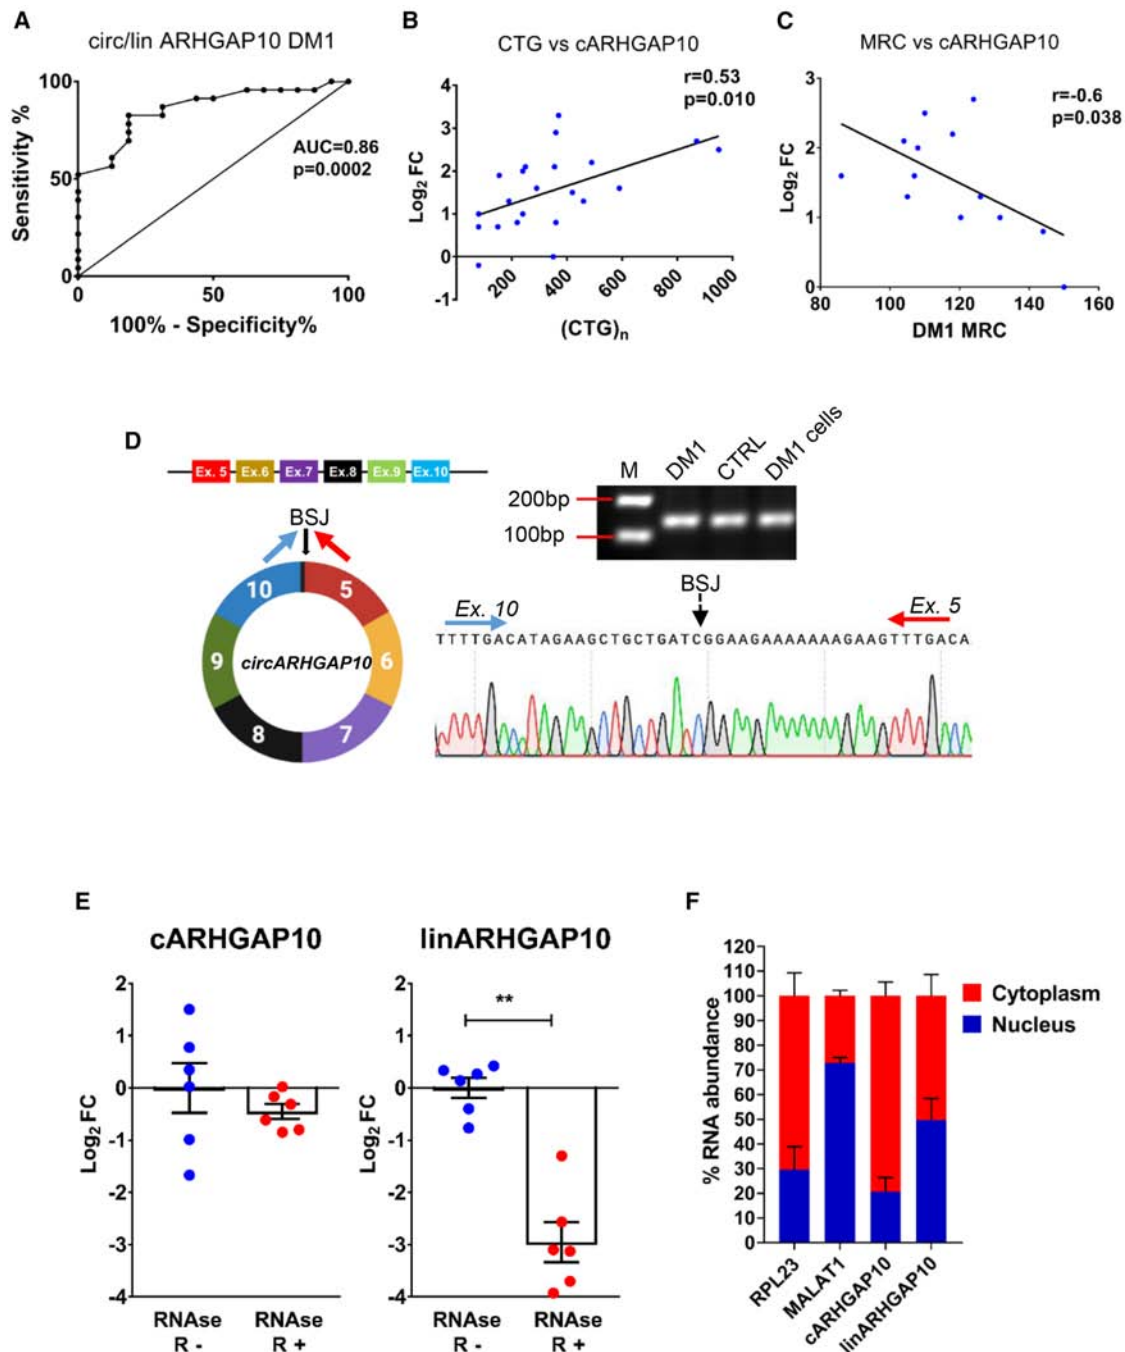 A
circ/lin ARHGAP10 DM1
Sensitivity %
100
50
0
AUC=0.86
p=0.0002
0 50 100
100% - Specificity%
B
CTG vs cARHGAP10
r=0.53
p=0.010
Log2 FC
4
3
2
1
0
-1
200 400 600 800 1000
(CTG)n
C
MRC vs cARHGAP10
r=-0.6
p=0.038
Log2 FC
3
2
1
0
80 100 120 140 160
DM1 MRC
D
Ex. 5 Ex.6 Ex.7 Ex.8 Ex.9 Ex.10
BSJ
10 5
9 circARHGAP10 6
8 7
M DM1 CTRL DM1 cells
200bp
100bp
BSJ
Ex. 10 Ex. 5
TTTTGACATAGAAGCTGCTGATCGGAAGAAAAAAAGAAGTTTGACA
E
cARHGAP10
Log2 FC
2
1
0
-1
-2
-3
-4
RNAse R - RNAse R +
linARHGAP10
**
Log2 FC
2
1
0
-1
-2
-3
-4
RNAse R - RNAse R +
F
% RNA abundance
120
110
100
90
80
70
60
50
40
30
20
10
0
Cytoplasm
Nucleus
RPL23 MALAT1 cARHGAP10 linARHGAP10